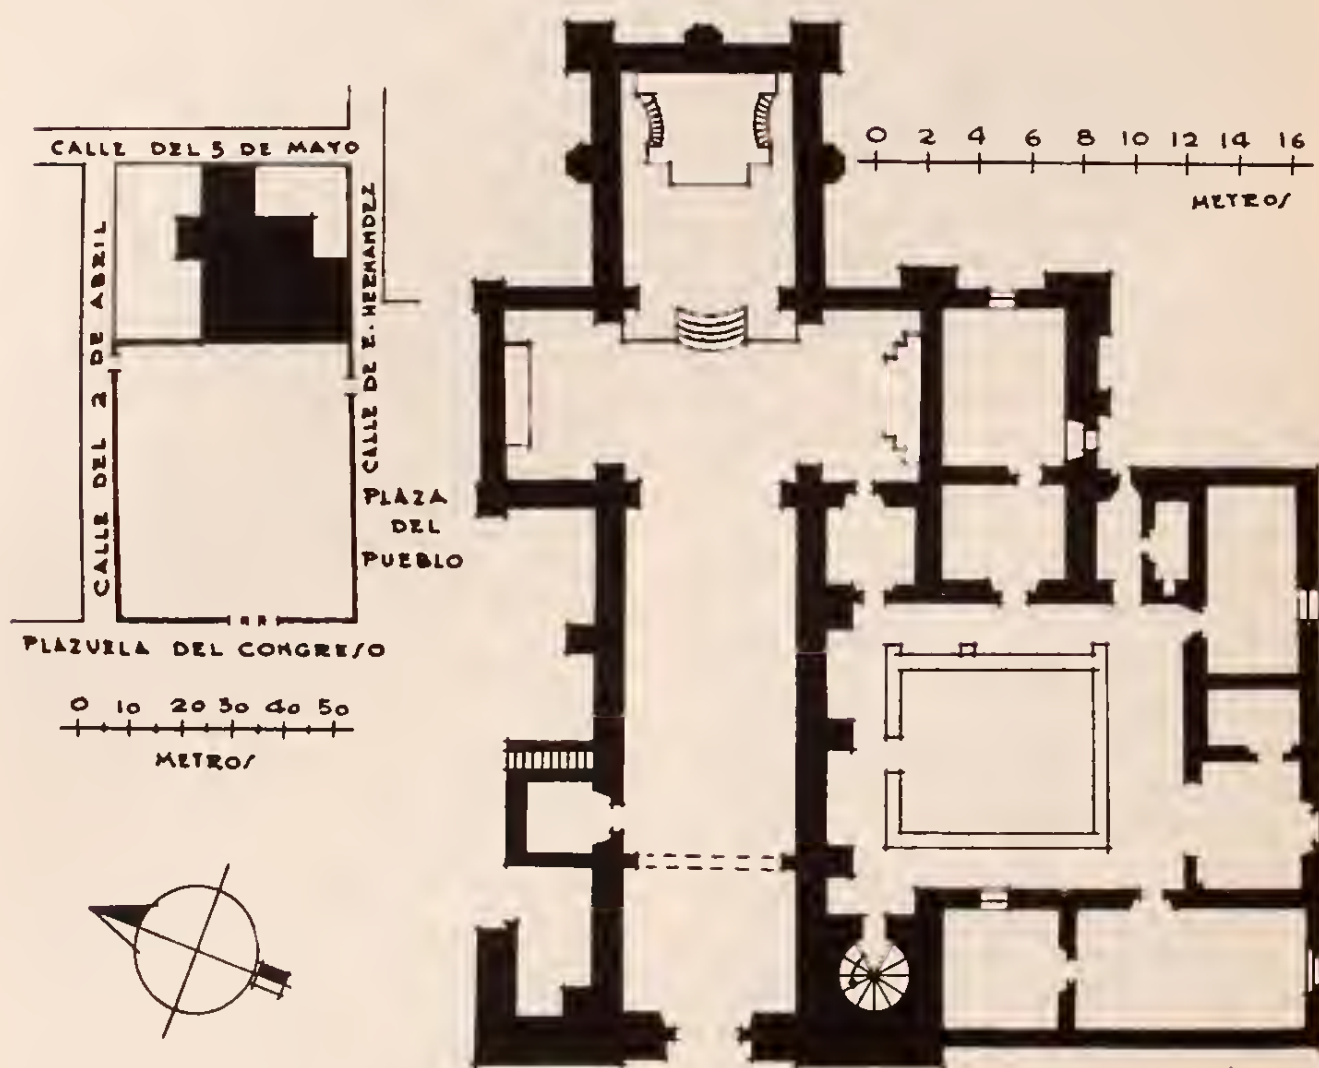 CALLE DEL 5 DE MAYO
CALLE DEL 2 DE ABRIL
CALLE DE E. HERNANDEZ
PLAZA
DEL
PUEBLO
PLAZUELA DEL CONGRESO
0 10 20 30 40 50
METROS
0 2 4 6 8 10 12 14 16
METROS